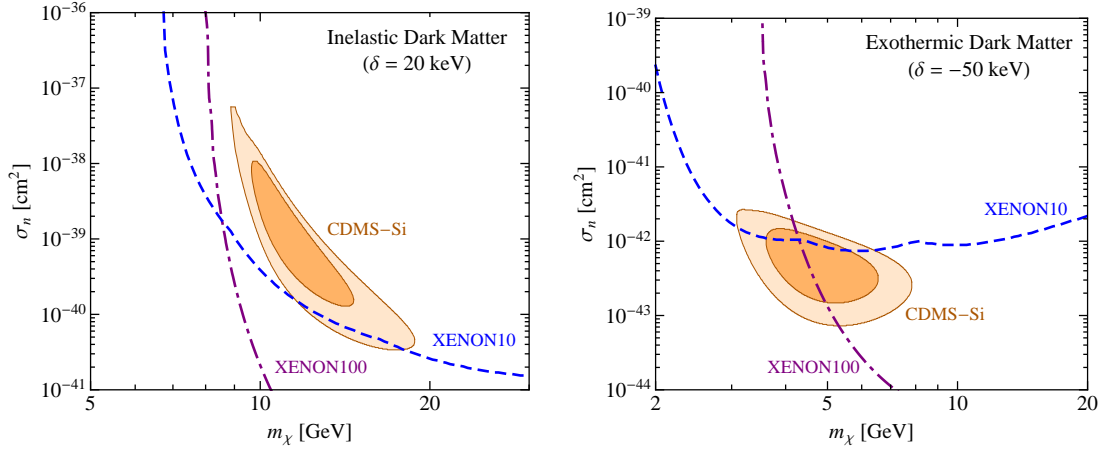 Inelastic Dark Matter
(δ = 20 keV)
10⁻³⁶
10⁻³⁷
10⁻³⁸
10⁻³⁹
10⁻⁴⁰
10⁻⁴¹
σₙ [cm²]
CDMS−Si
XENON10
XENON100
5
10
20
m_χ [GeV]
Exothermic Dark Matter
(δ = −50 keV)
10⁻³⁹
10⁻⁴⁰
10⁻⁴¹
10⁻⁴²
10⁻⁴³
10⁻⁴⁴
σₙ [cm²]
XENON10
CDMS−Si
XENON100
2
5
10
20
m_χ [GeV]